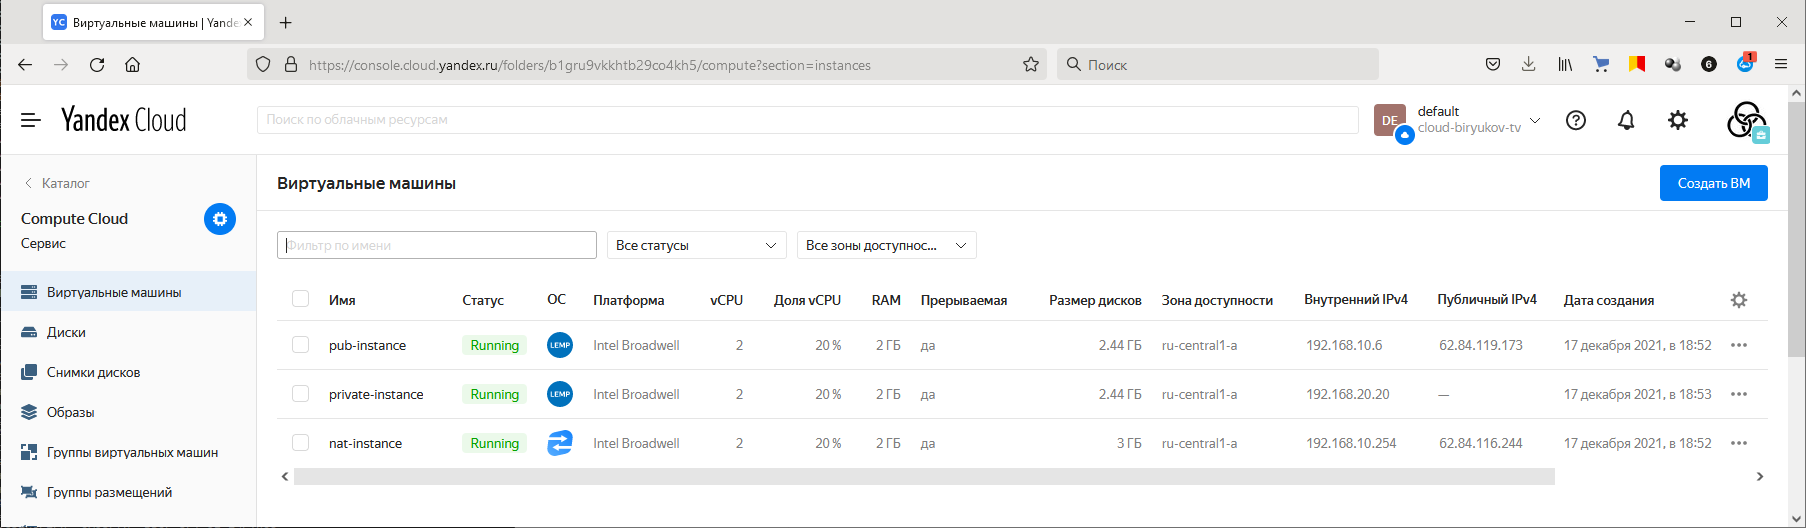 YC Виртуальные машины | Yande
https://console.cloud.yandex.ru/folders/b1gru9vkkhtb29co4kh5/compute?section=instances
Поиск
6
1
Yandex Cloud
Поиск по облачным ресурсам
DE
default
cloud-biryukov-tv
Каталог
Compute Cloud
Сервис
Виртуальные машины
Диски
Снимки дисков
Образы
Группы виртуальных машин
Группы размещений
Виртуальные машины
Создать ВМ
Фильтр по имени
Все статусы
Все зоны доступнос...
Имя Статус ОС Платформа vCPU Доля vCPU RAM Прерываемая Размер дисков Зона доступности Внутренний IPv4 Публичный IPv4 Дата создания
pub-instance Running LEMP Intel Broadwell 2 20 % 2 ГБ да 2.44 ГБ ru-central1-a 192.168.10.6 62.84.119.173 17 декабря 2021, в 18:52
private-instance Running LEMP Intel Broadwell 2 20 % 2 ГБ да 2.44 ГБ ru-central1-a 192.168.20.20 — 17 декабря 2021, в 18:53
nat-instance Running Intel Broadwell 2 20 % 2 ГБ да 3 ГБ ru-central1-a 192.168.10.254 62.84.116.244 17 декабря 2021, в 18:52